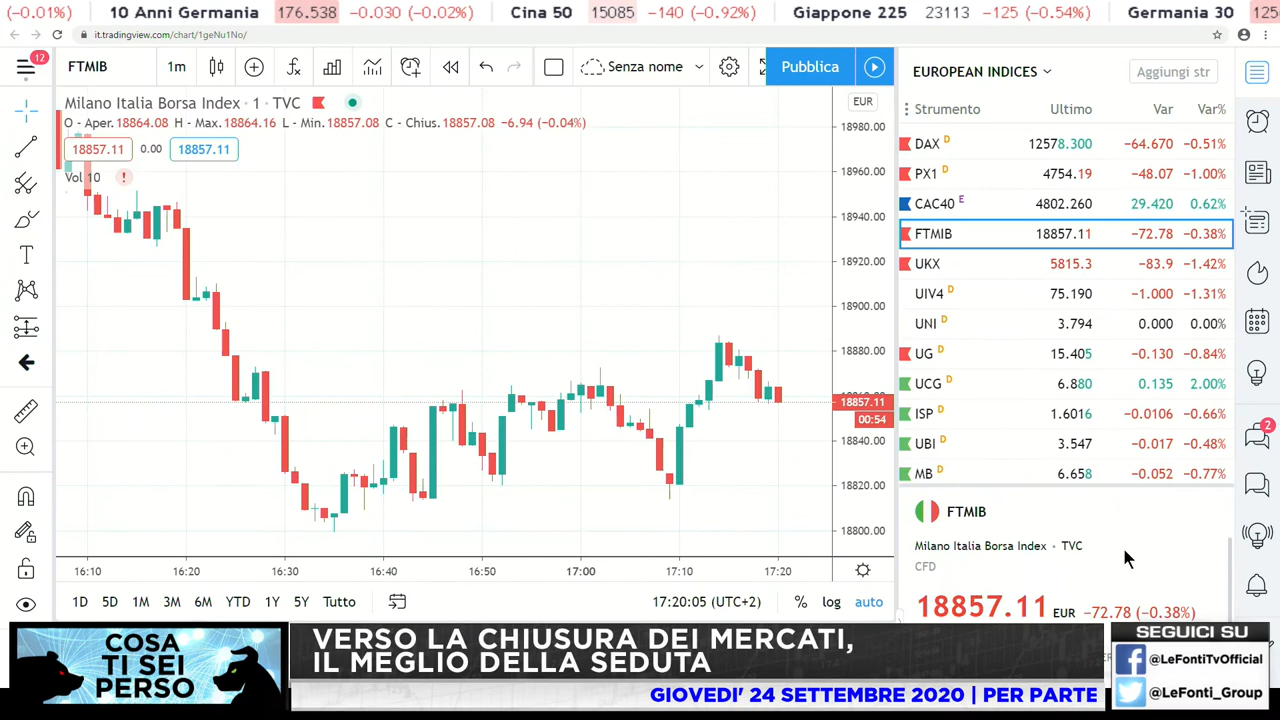 (-0.01%) 10 Anni Germania 176.538 -0.030 (-0.02%) Cina 50 15085 -140 (-0.92%) Giappone 225 23113 -125 (-0.54%) Germania 30 125
it.tradingview.com/chart/1geNu1No/
12
FTMIB 1m Senza nome Pubblica
EUROPEAN INDICES Aggiungi str
Milano Italia Borsa Index · 1 · TVC EUR
O - Aper. 18864.08 H - Max. 18864.16 L - Min. 18857.08 C - Chius. 18857.08 −6.94 (−0.04%)
18857.11 0.00 18857.11
Vol 10 !
18980.00
18960.00
18940.00
18920.00
18900.00
18880.00
18857.11
00:54
18840.00
18820.00
18800.00
16:10 16:20 16:30 16:40 16:50 17:00 17:10 17:20
1D 5D 1M 3M 6M YTD 1Y 5Y Tutto 17:20:05 (UTC+2) % log auto
Strumento Ultimo Var Var%
DAX D 12578.300 −64.670 −0.51%
PX1 D 4754.19 −48.07 −1.00%
CAC40 E 4802.260 29.420 0.62%
FTMIB 18857.11 −72.78 −0.38%
UKX 5815.3 −83.9 −1.42%
UIV4 D 75.190 −1.000 −1.31%
UNI D 3.794 0.000 0.00%
UG D 15.405 −0.130 −0.84%
UCG D 6.880 0.135 2.00%
ISP D 1.6016 −0.0106 −0.66%
UBI D 3.547 −0.017 −0.48%
MB D 6.658 −0.052 −0.77%
2
FTMIB
Milano Italia Borsa Index · TVC
CFD
18857.11 EUR −72.78 (−0.38%)
COSA
TI SEI
PERSO
VERSO LA CHIUSURA DEI MERCATI,
IL MEGLIO DELLA SEDUTA
GIOVEDI' 24 SETTEMBRE 2020 | PER PARTE
SEGUICI SU
@LeFontiTvOfficial
@LeFonti_Group